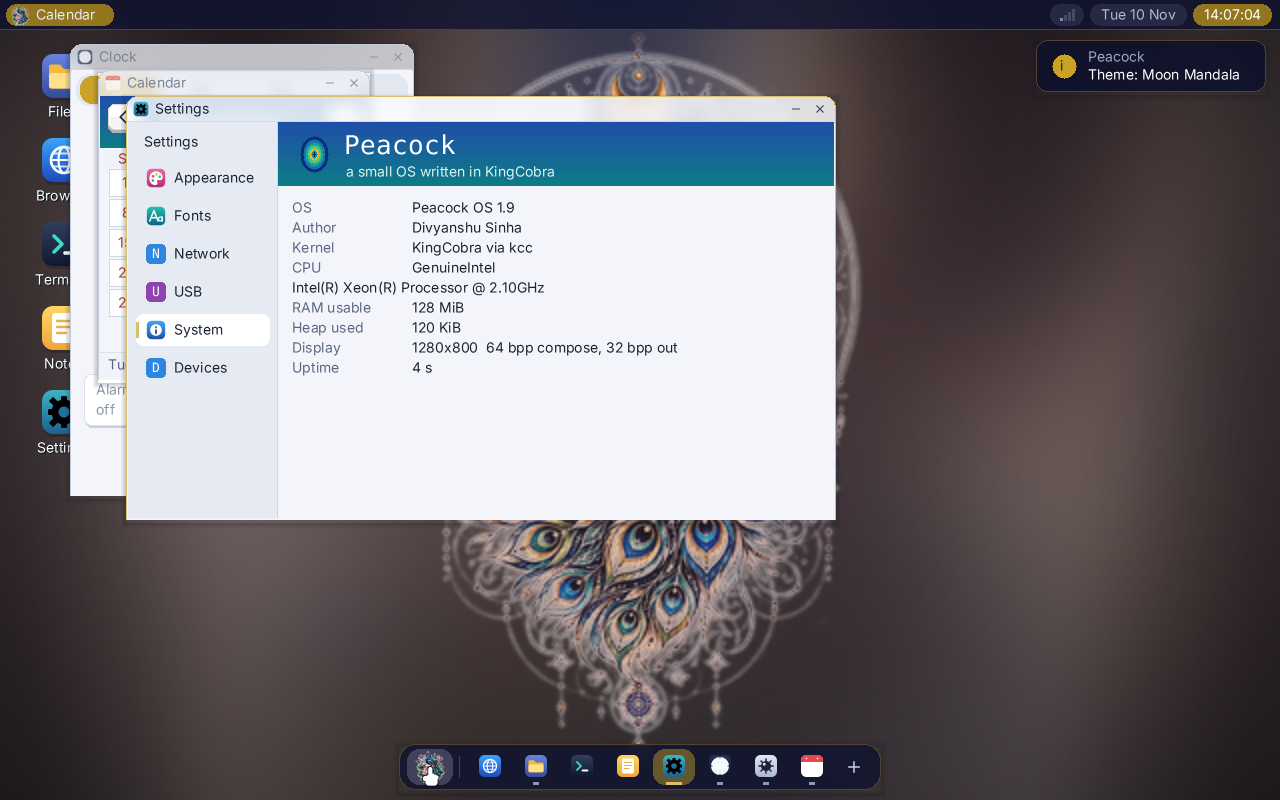 Calendar
Tue 10 Nov
14:07:04
Peacock
Theme: Moon Mandala
Clock
Calendar
Settings
Settings
Appearance
Fonts
Network
USB
System
Devices
Peacock
a small OS written in KingCobra
OS Peacock OS 1.9
Author Divyanshu Sinha
Kernel KingCobra via kcc
CPU GenuineIntel
Intel(R) Xeon(R) Processor @ 2.10GHz
RAM usable 128 MiB
Heap used 120 KiB
Display 1280x800 64 bpp compose, 32 bpp out
Uptime 4 s
off